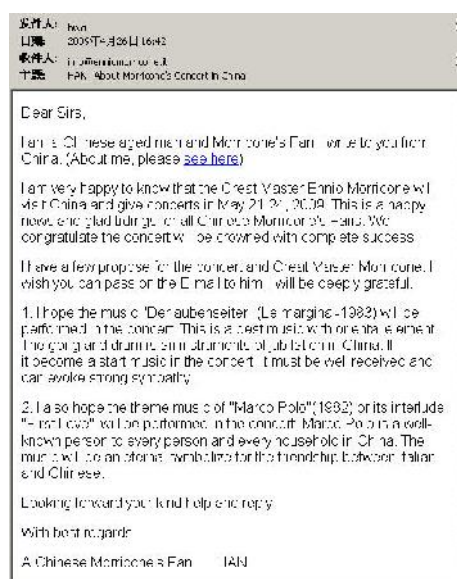 发件人:
日期: 2009年4月26日 16:42
收件人:
主题: HAN About Morricone's Concert in China
Dear Sirs,
I am a Chinese aged man and Morricone's Fan I write to you from
China. (About me, please see here)
I am very happy to know that the Great Master Ennio Morricone will
visit China and give concerts in May 21 24, 2009. This is a happy
news and glad tidings for all Chinese Morricone's Fans. We
congratulate the concert will be crowned with complete success
I have a few propose for the concert and Great Master Morricone. I
wish you can pass on the E mail to him I will be deeply grateful.
1. I hope the music "Der aubenseiter" (Le marginal -1983) will be
performed in the concert. This is a best music with oriental element.
The gong and drum is an instruments of jubilation in China. If
it become a start music in the concert, it must be well received and
can evoke strong sympathy
2. I also hope the theme music of "Marco Polo"(1982) or its interlude
"First Love" will be performed in the concert. Marco Polo is a well-
known person to every person and every household in China. The
music will be an eternal symbolize for the friendship between Italian
and Chinese.
Looking forward your kind help and reply
With best regards
A Chinese Morricone's Fan HAN